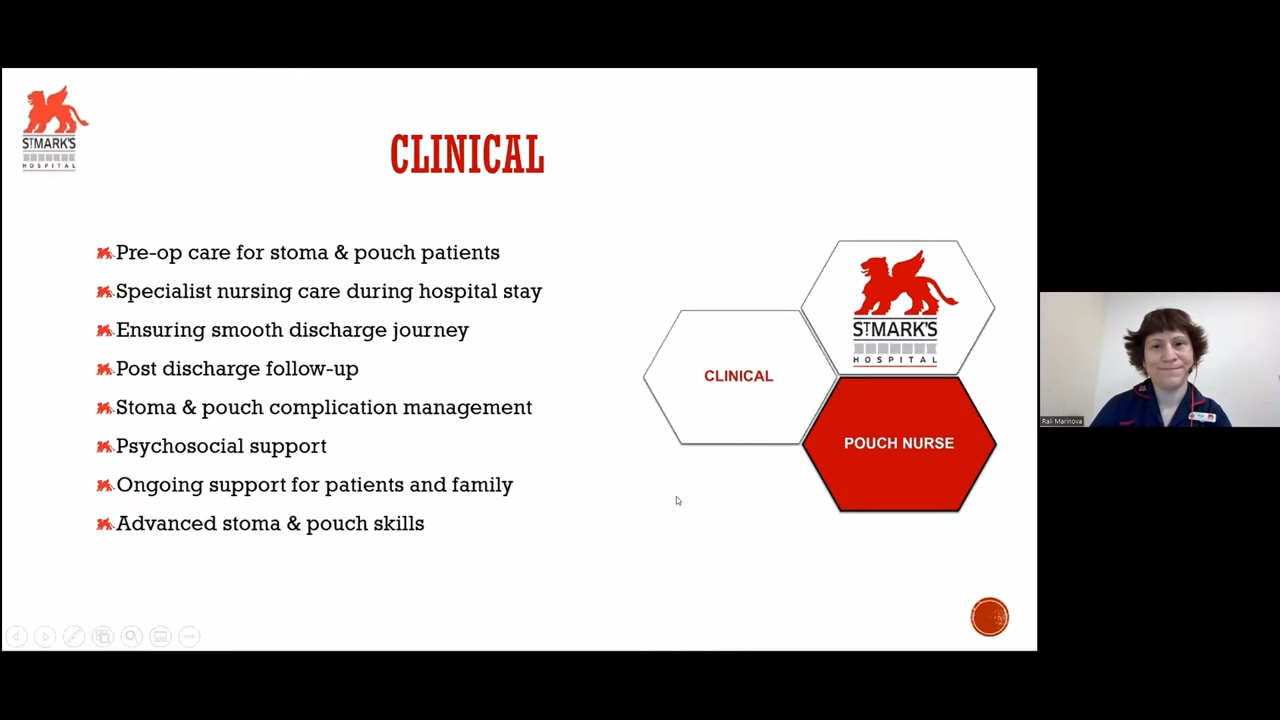 ST MARK'S
HOSPITAL
CLINICAL
Pre-op care for stoma & pouch patients
Specialist nursing care during hospital stay
Ensuring smooth discharge journey
Post discharge follow-up
Stoma & pouch complication management
Psychosocial support
Ongoing support for patients and family
Advanced stoma & pouch skills
ST MARK'S
HOSPITAL
CLINICAL
POUCH NURSE
Rali Marinova